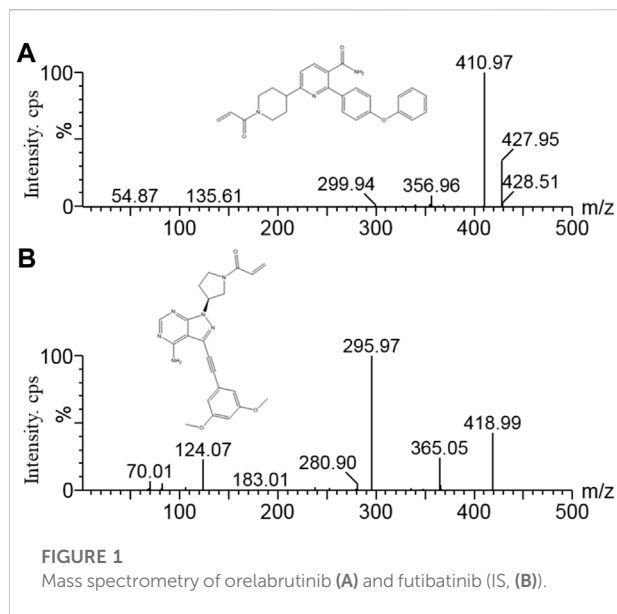 A
Intensity. cps
%
100
0
54.87
135.61
299.94
356.96
410.97
427.95
428.51
m/z
100
200
300
400
500
O
NH₂
N
N
O
O
B
Intensity. cps
%
100
0
70.01
124.07
183.01
280.90
295.97
365.05
418.99
m/z
100
200
300
400
500
O
N
N
N
N
N
NH₂
O
O
FIGURE 1
Mass spectrometry of orelabrutinib (A) and futibatinib (IS, (B)).